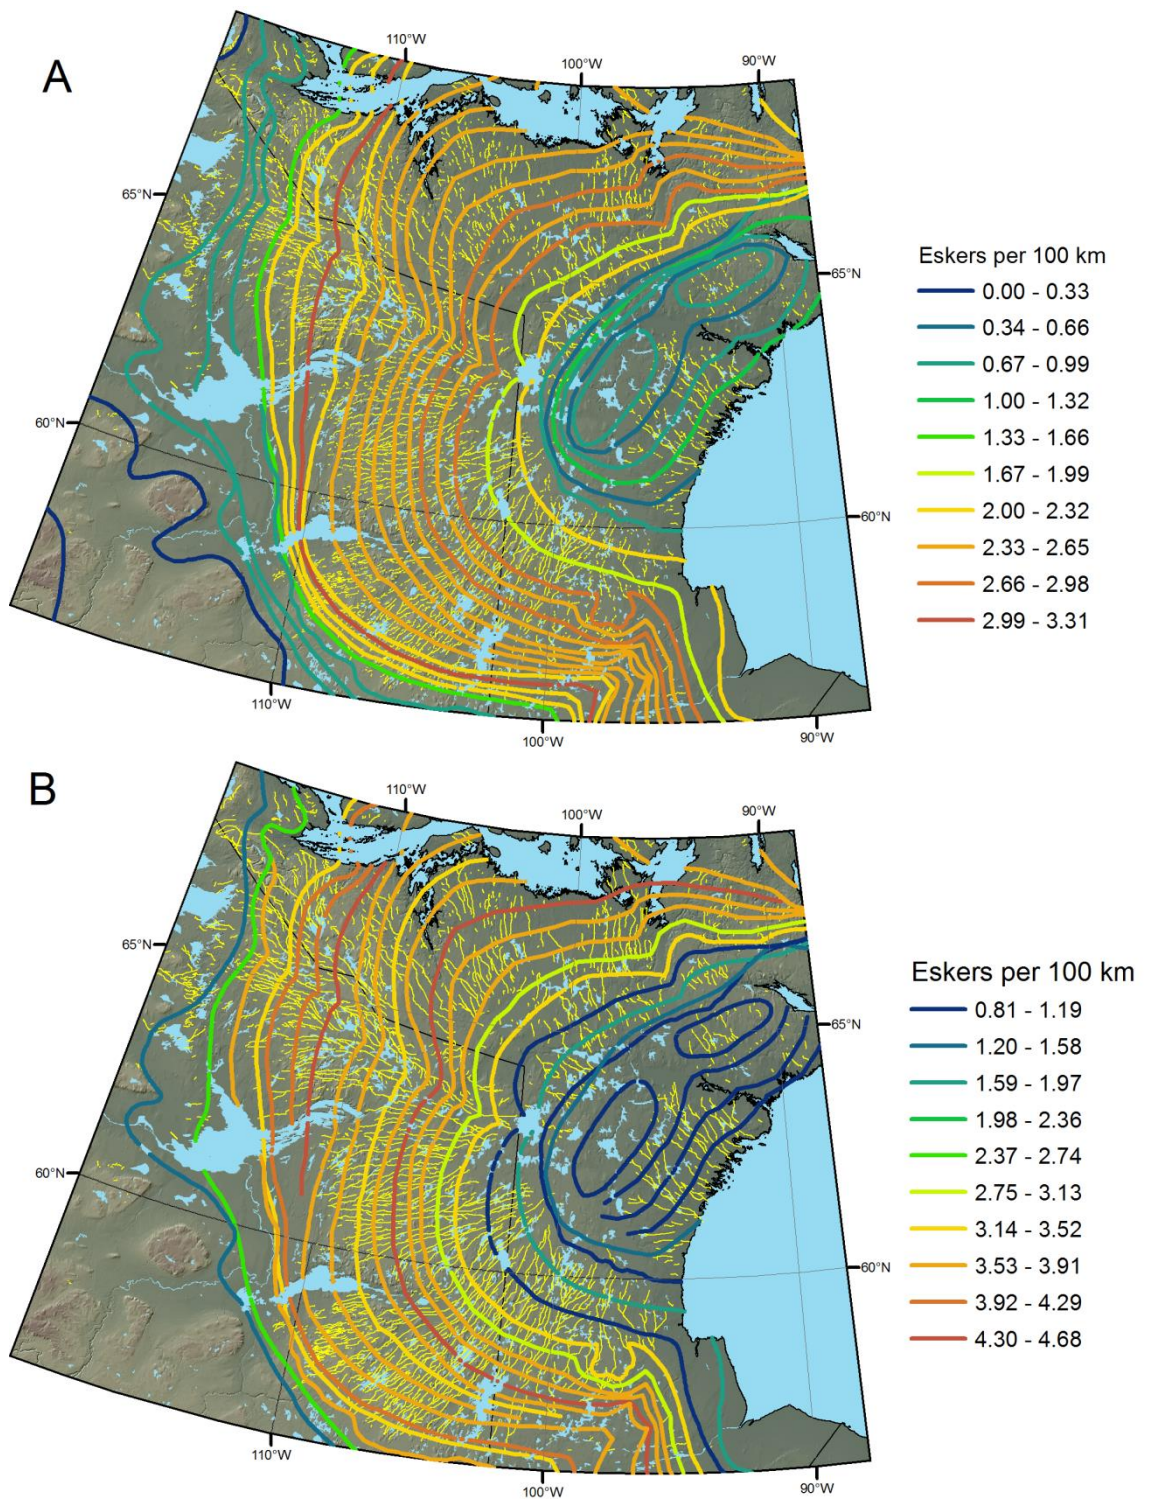 A
110°W
100°W
90°W
65°N
65°N
60°N
60°N
110°W
100°W
90°W
Eskers per 100 km
0.00 - 0.33
0.34 - 0.66
0.67 - 0.99
1.00 - 1.32
1.33 - 1.66
1.67 - 1.99
2.00 - 2.32
2.33 - 2.65
2.66 - 2.98
2.99 - 3.31
B
110°W
100°W
90°W
65°N
65°N
60°N
60°N
110°W
100°W
90°W
Eskers per 100 km
0.81 - 1.19
1.20 - 1.58
1.59 - 1.97
1.98 - 2.36
2.37 - 2.74
2.75 - 3.13
3.14 - 3.52
3.53 - 3.91
3.92 - 4.29
4.30 - 4.68